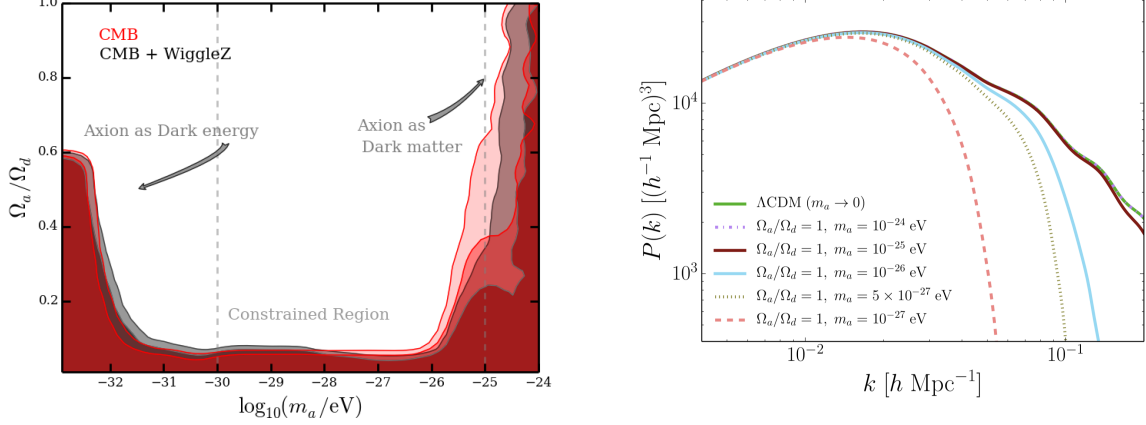 1.0
0.8
0.6
0.4
0.2
Ω_a/Ω_d
CMB
CMB + WiggleZ
Axion as Dark energy
Axion as
Dark matter
Constrained Region
−32 −31 −30 −29 −28 −27 −26 −25 −24
log₁₀(m_a/eV)
10⁴
10³
P(k) [(h⁻¹ Mpc)³]
ΛCDM (m_a → 0)
Ω_a/Ω_d = 1, m_a = 10⁻²⁴ eV
Ω_a/Ω_d = 1, m_a = 10⁻²⁵ eV
Ω_a/Ω_d = 1, m_a = 10⁻²⁶ eV
Ω_a/Ω_d = 1, m_a = 5 × 10⁻²⁷ eV
Ω_a/Ω_d = 1, m_a = 10⁻²⁷ eV
10⁻² 10⁻¹
k [h Mpc⁻¹]